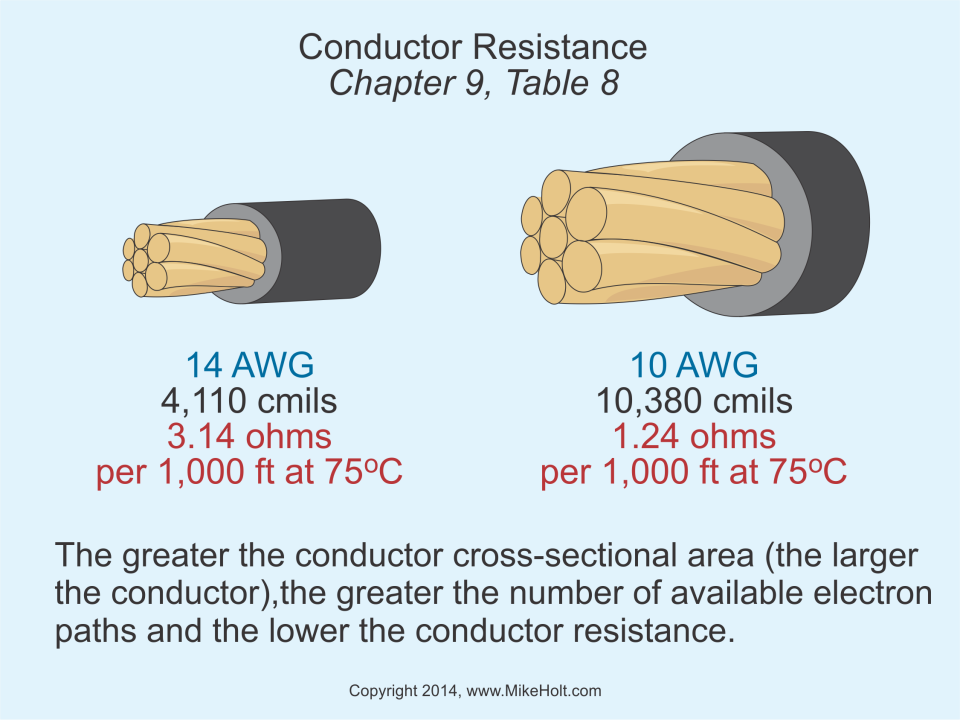 Conductor Resistance
Chapter 9, Table 8
14 AWG
4,110 cmils
3.14 ohms
per 1,000 ft at 75ºC
10 AWG
10,380 cmils
1.24 ohms
per 1,000 ft at 75ºC
The greater the conductor cross-sectional area (the larger
the conductor),the greater the number of available electron
paths and the lower the conductor resistance.
Copyright 2014, www.MikeHolt.com